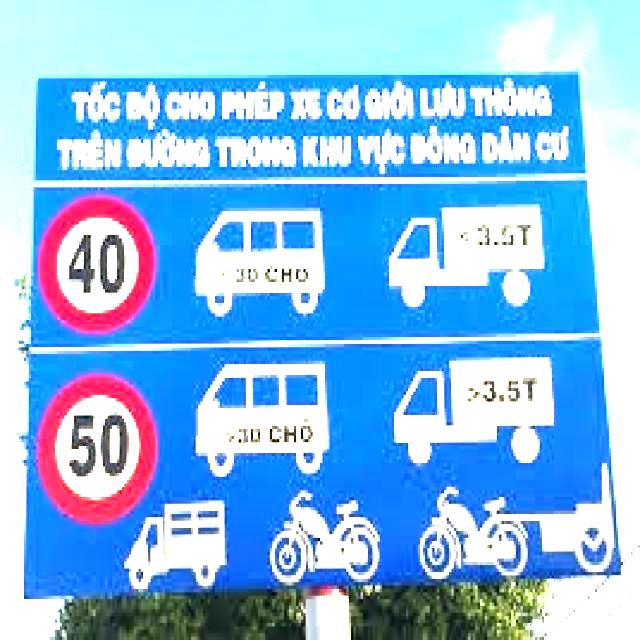 TỐC ĐỘ CHO PHÉP XE CƠ GIỚI LƯU THÔNG
TRÊN ĐƯỜNG TRONG KHU VỰC ĐÔNG DÂN CƯ
40
30 CHỖ
3.5T
50
>30 CHỖ
>3.5T